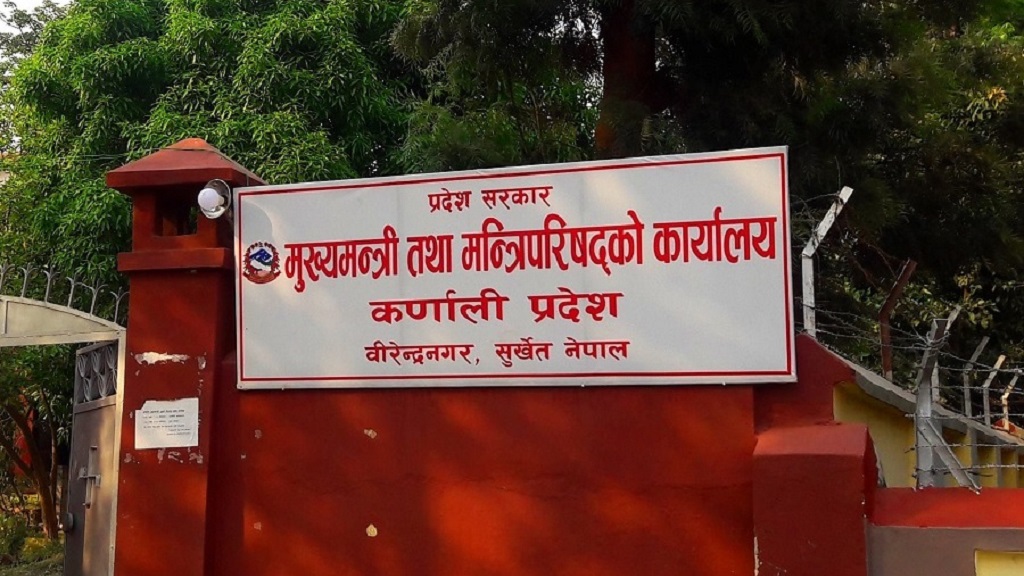 प्रदेश सरकार
मुख्यमन्त्री तथा मन्त्रिपरिषद्को कार्यालय
कर्णाली प्रदेश
वीरेन्द्रनगर, सुर्खेत नेपाल